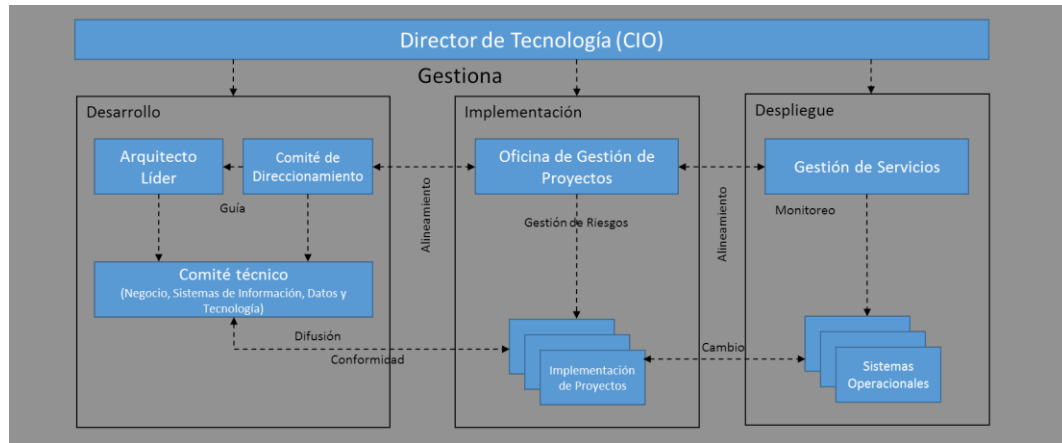 Director de Tecnología (CIO)
Gestiona
Desarrollo
Arquitecto
Líder
Comité de
Direccionamiento
Guía
Comité técnico
(Negocio, Sistemas de Información, Datos y
Tecnología)
Difusión
Conformidad
Alineamiento
Implementación
Oficina de Gestión de
Proyectos
Gestión de Riesgos
Implementación
de Proyectos
Alineamiento
Cambio
Despliegue
Gestión de Servicios
Monitoreo
Sistemas
Operacionales